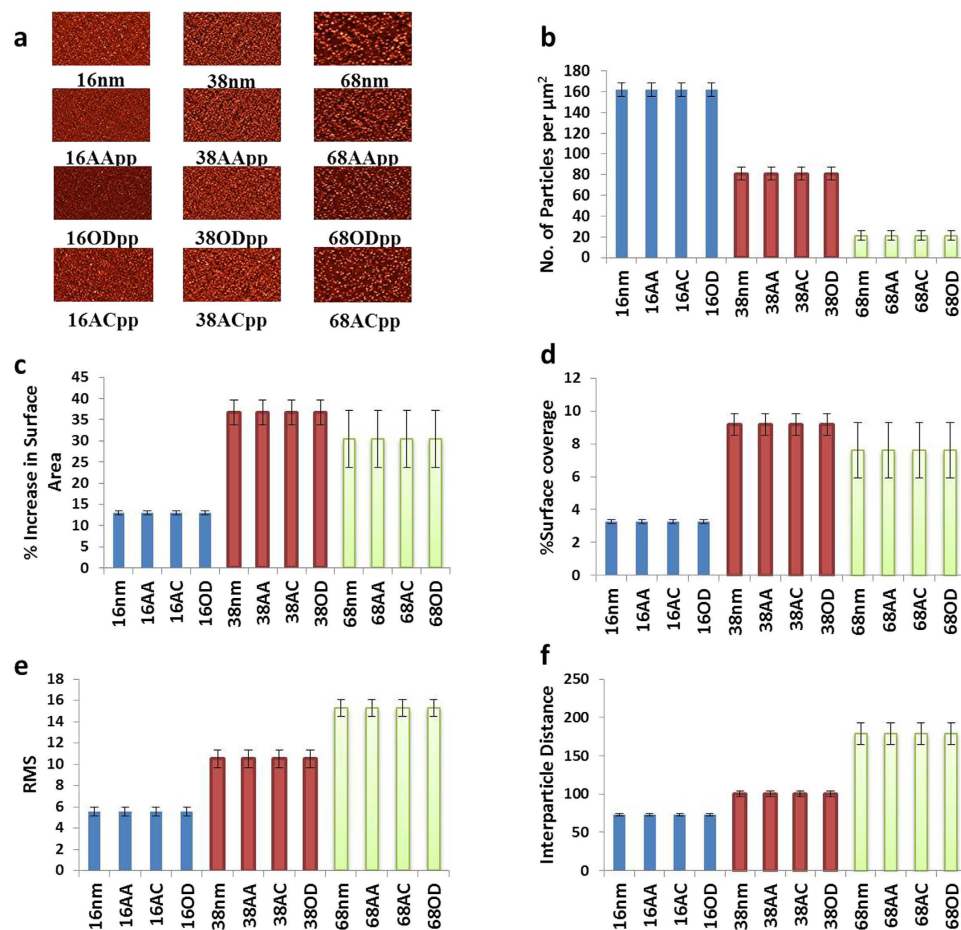 a
16nm 38nm 68nm
16AApp 38AApp 68AApp
16ODpp 38ODpp 68ODpp
16ACpp 38ACpp 68ACpp
b
No. of Particles per µm²
180
160
140
120
100
80
60
40
20
0
16nm 16AA 16AC 16OD 38nm 38AA 38AC 38OD 68nm 68AA 68AC 68OD
c
% Increase in Surface
Area
45
40
35
30
25
20
15
10
5
0
16nm 16AA 16AC 16OD 38nm 38AA 38AC 38OD 68nm 68AA 68AC 68OD
d
%Surface coverage
12
10
8
6
4
2
0
16nm 16AA 16AC 16OD 38nm 38AA 38AC 38OD 68nm 68AA 68AC 68OD
e
RMS
18
16
14
12
10
8
6
4
2
0
16nm 16AA 16AC 16OD 38nm 38AA 38AC 38OD 68nm 68AA 68AC 68OD
f
Interparticle Distance
250
200
150
100
50
0
16nm 16AA 16AC 16OD 38nm 38AA 38AC 38OD 68nm 68AA 68AC 68OD